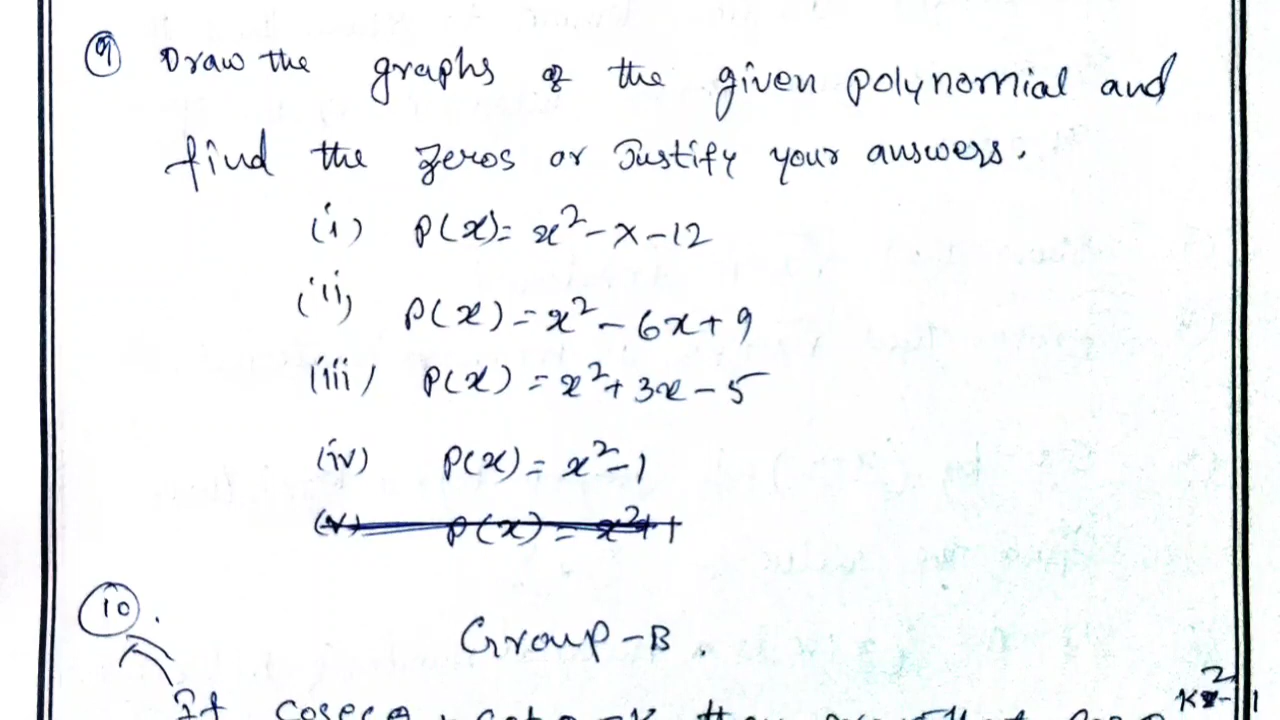 9 Draw the graphs of the given polynomial and
find the zeros or Justify your answers.
(i) P(x)= x²-x-12
(ii) P(x)=x²-6x+9
(iii) P(x)=x²+3x-5
(iv) P(x)=x²-1
(v) P(x)=x²+1
10.
Group-B.
If